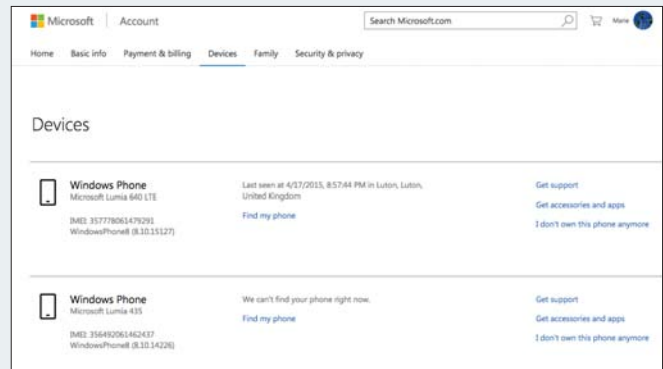 Microsoft Account Search Microsoft.com Marie
Home Basic info Payment & billing Devices Family Security & privacy
Devices
Windows Phone
Microsoft Lumia 640 LTE
IMEI: 357778061479291
WindowsPhone8 (8.10.15127)
Last seen at 4/17/2015, 8:57:44 PM in Luton, Luton,
United Kingdom
Find my phone
Get support
Get accessories and apps
I don't own this phone anymore
Windows Phone
Microsoft Lumia 435
IMEI: 356492061462437
WindowsPhone8 (8.10.14226)
We can't find your phone right now.
Find my phone
Get support
Get accessories and apps
I don't own this phone anymore